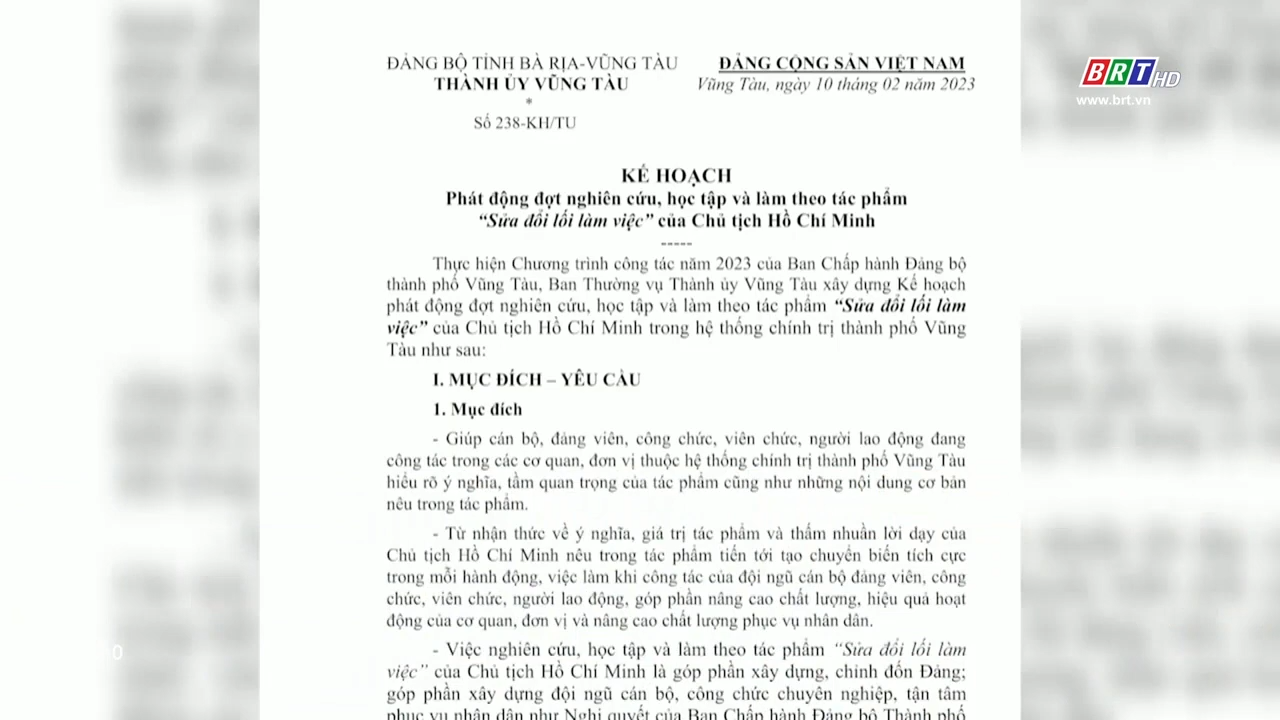 ĐẢNG BỘ TỈNH BÀ RỊA-VŨNG TÀU
THÀNH ỦY VŨNG TÀU
*
Số 238-KH/TU
ĐẢNG CỘNG SẢN VIỆT NAM
Vũng Tàu, ngày 10 tháng 02 năm 2023
BRT HD
www.brt.vn
KẾ HOẠCH
Phát động đợt nghiên cứu, học tập và làm theo tác phẩm
“Sửa đổi lối làm việc” của Chủ tịch Hồ Chí Minh
-----
Thực hiện Chương trình công tác năm 2023 của Ban Chấp hành Đảng bộ
thành phố Vũng Tàu, Ban Thường vụ Thành ủy Vũng Tàu xây dựng Kế hoạch
phát động đợt nghiên cứu, học tập và làm theo tác phẩm “Sửa đổi lối làm
việc” của Chủ tịch Hồ Chí Minh trong hệ thống chính trị thành phố Vũng
Tàu như sau:
I. MỤC ĐÍCH – YÊU CẦU
1. Mục đích
- Giúp cán bộ, đảng viên, công chức, viên chức, người lao động đang
công tác trong các cơ quan, đơn vị thuộc hệ thống chính trị thành phố Vũng Tàu
hiểu rõ ý nghĩa, tầm quan trọng của tác phẩm cũng như những nội dung cơ bản
nêu trong tác phẩm.
- Từ nhận thức về ý nghĩa, giá trị tác phẩm và thấm nhuần lời dạy của
Chủ tịch Hồ Chí Minh nêu trong tác phẩm tiến tới tạo chuyển biến tích cực
trong mỗi hành động, việc làm khi công tác của đội ngũ cán bộ đảng viên, công
chức, viên chức, người lao động, góp phần nâng cao chất lượng, hiệu quả hoạt
động của cơ quan, đơn vị và nâng cao chất lượng phục vụ nhân dân.
- Việc nghiên cứu, học tập và làm theo tác phẩm “Sửa đổi lối làm
việc” của Chủ tịch Hồ Chí Minh là góp phần xây dựng, chỉnh đốn Đảng;
góp phần xây dựng đội ngũ cán bộ, công chức chuyên nghiệp, tận tâm
phục vụ nhân dân như Nghị quyết của Ban Chấp hành Đảng bộ Thành phố